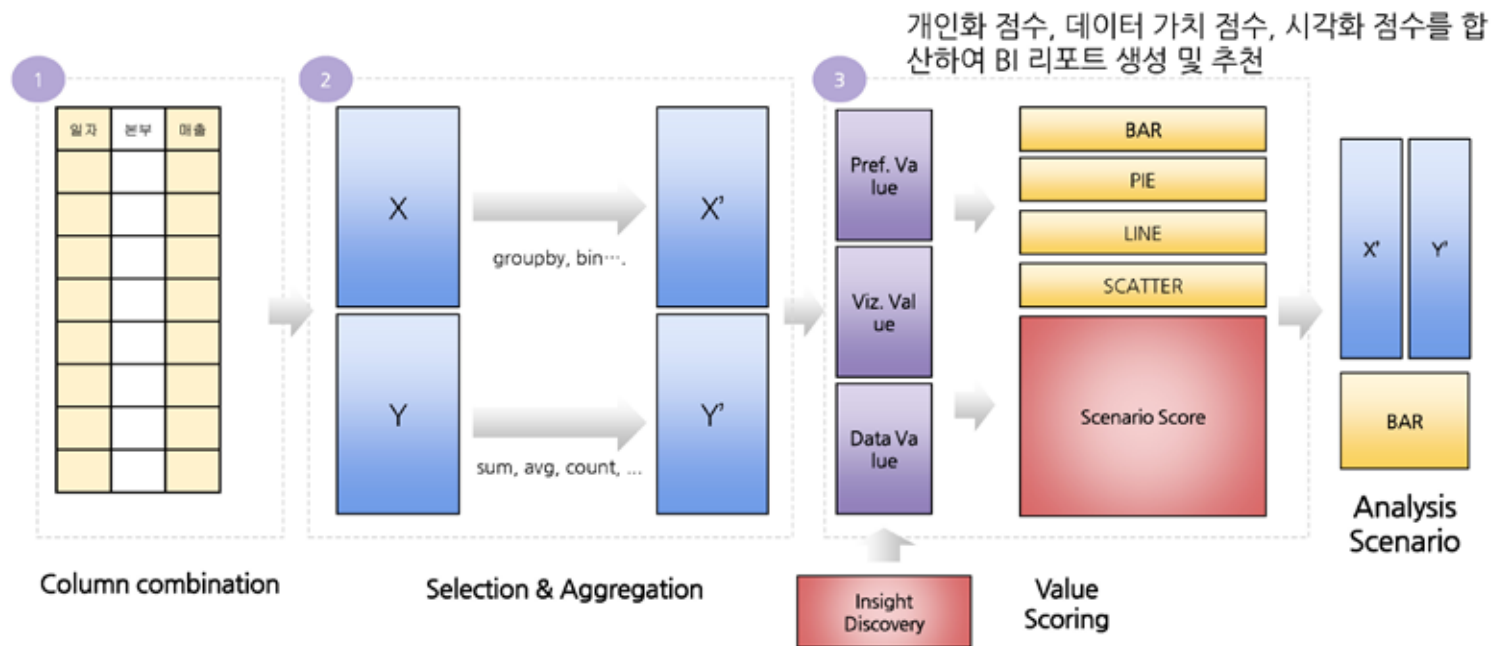 개인화 점수, 데이터 가치 점수, 시각화 점수를 합
산하여 BI 리포트 생성 및 추천
1
일자 본부 매출
Column combination
2
X
groupby, bin….
X'
Y
sum, avg, count, ...
Y'
Selection & Aggregation
3
Pref. Va
lue
Viz. Val
ue
Data Va
lue
BAR
PIE
LINE
SCATTER
Scenario Score
Insight
Discovery
Value
Scoring
X' Y'
BAR
Analysis
Scenario